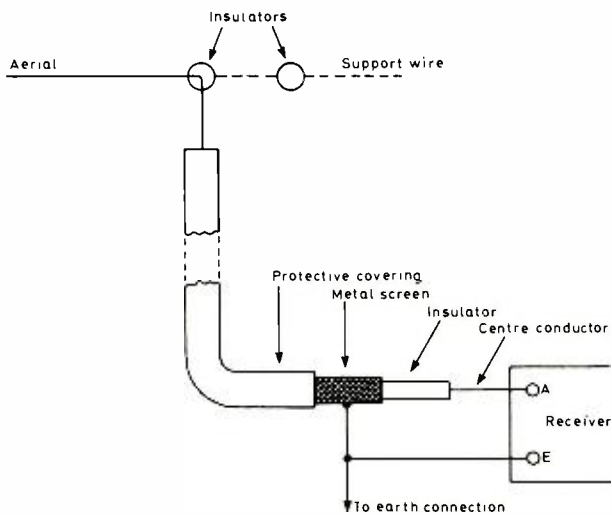 Insulators
Aerial
Support wire
Protective covering
Metal screen
Insulator
Centre conductor
A
Receiver
E
To earth connection